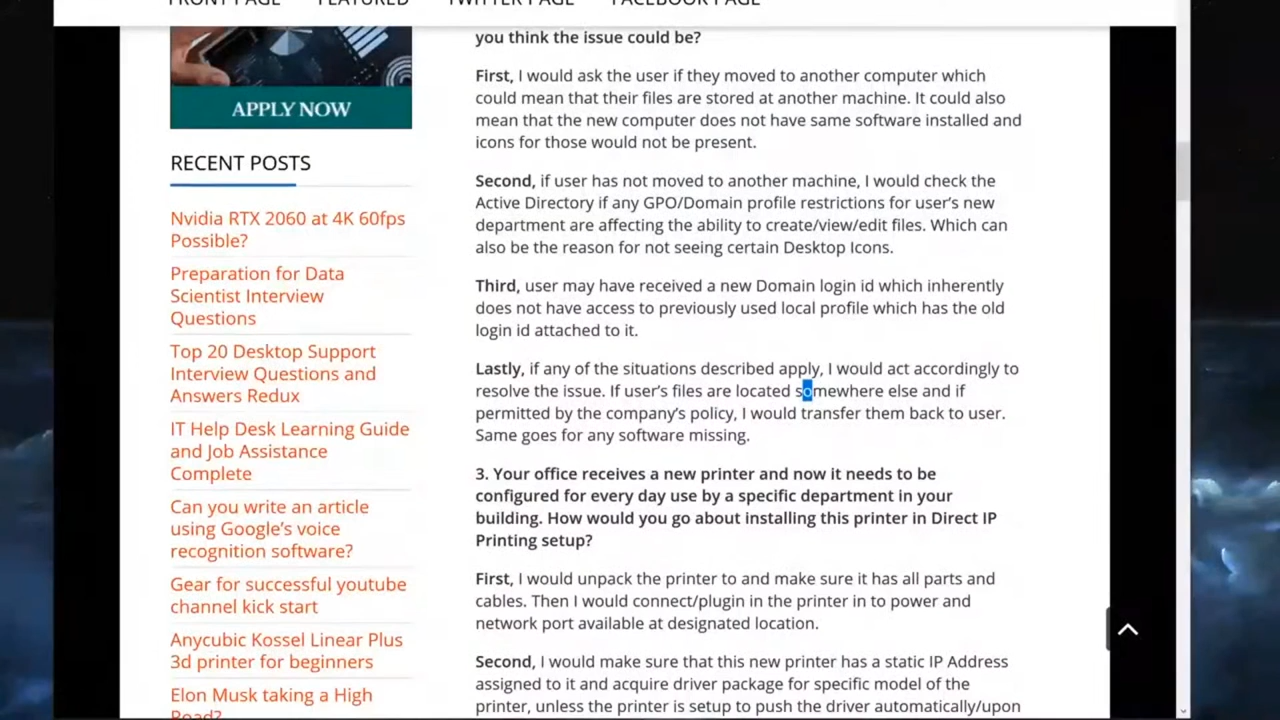 FRONT PAGE FEATURED TWITTER PAGE FACEBOOK PAGE
APPLY NOW
RECENT POSTS
Nvidia RTX 2060 at 4K 60fps
Possible?
Preparation for Data
Scientist Interview
Questions
Top 20 Desktop Support
Interview Questions and
Answers Redux
IT Help Desk Learning Guide
and Job Assistance
Complete
Can you write an article
using Google's voice
recognition software?
Gear for successful youtube
channel kick start
Anycubic Kossel Linear Plus
3d printer for beginners
Elon Musk taking a High
Road?
you think the issue could be?
First, I would ask the user if they moved to another computer which
could mean that their files are stored at another machine. It could also
mean that the new computer does not have same software installed and
icons for those would not be present.
Second, if user has not moved to another machine, I would check the
Active Directory if any GPO/Domain profile restrictions for user's new
department are affecting the ability to create/view/edit files. Which can
also be the reason for not seeing certain Desktop Icons.
Third, user may have received a new Domain login id which inherently
does not have access to previously used local profile which has the old
login id attached to it.
Lastly, if any of the situations described apply, I would act accordingly to
resolve the issue. If user's files are located somewhere else and if
permitted by the company's policy, I would transfer them back to user.
Same goes for any software missing.
3. Your office receives a new printer and now it needs to be
configured for every day use by a specific department in your
building. How would you go about installing this printer in Direct IP
Printing setup?
First, I would unpack the printer to and make sure it has all parts and
cables. Then I would connect/plugin in the printer in to power and
network port available at designated location.
Second, I would make sure that this new printer has a static IP Address
assigned to it and acquire driver package for specific model of the
printer, unless the printer is setup to push the driver automatically/upon